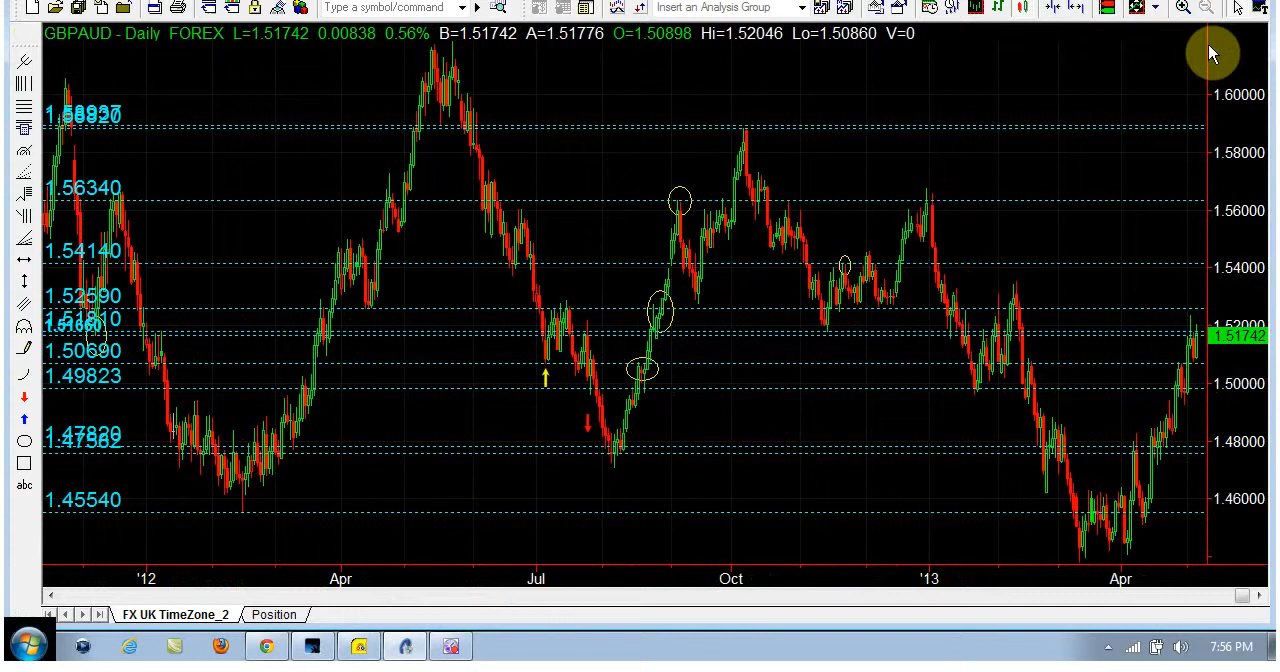 Type a symbol/command
Insert an Analysis Group
GBPAUD - Daily FOREX L=1.51742 0.00838 0.56% B=1.51742 A=1.51776 O=1.50898 Hi=1.52046 Lo=1.50860 V=0
1.60000
1.58000
1.56340
1.56000
1.54140
1.54000
1.52590
1.52000
1.51810
1.51742
1.50690
1.50000
1.49823
1.48000
1.46000
1.45540
'12 Apr Jul Oct '13 Apr
FX UK TimeZone_2 Position
abc
7:56 PM